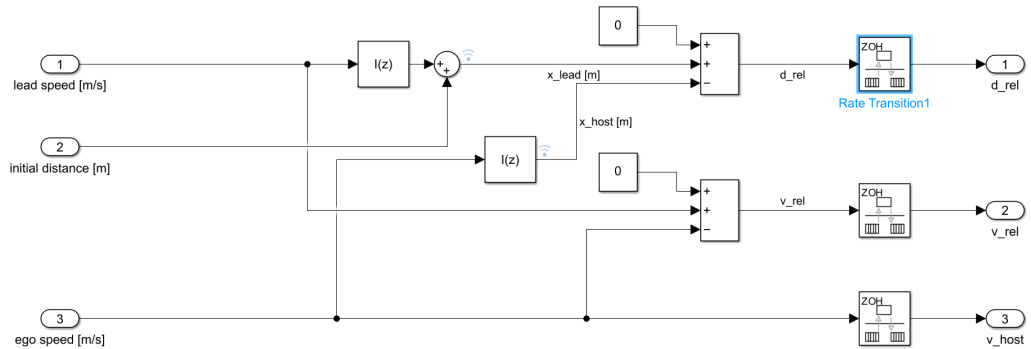 0
ZOH
1
I(z)
+
+
+
+
−
1
lead speed [m/s]
x_lead [m]
d_rel
d_rel
Rate Transition1
x_host [m]
2
initial distance [m]
I(z)
0
ZOH
+
+
−
v_rel
2
v_rel
ZOH
3
3
ego speed [m/s]
v_host